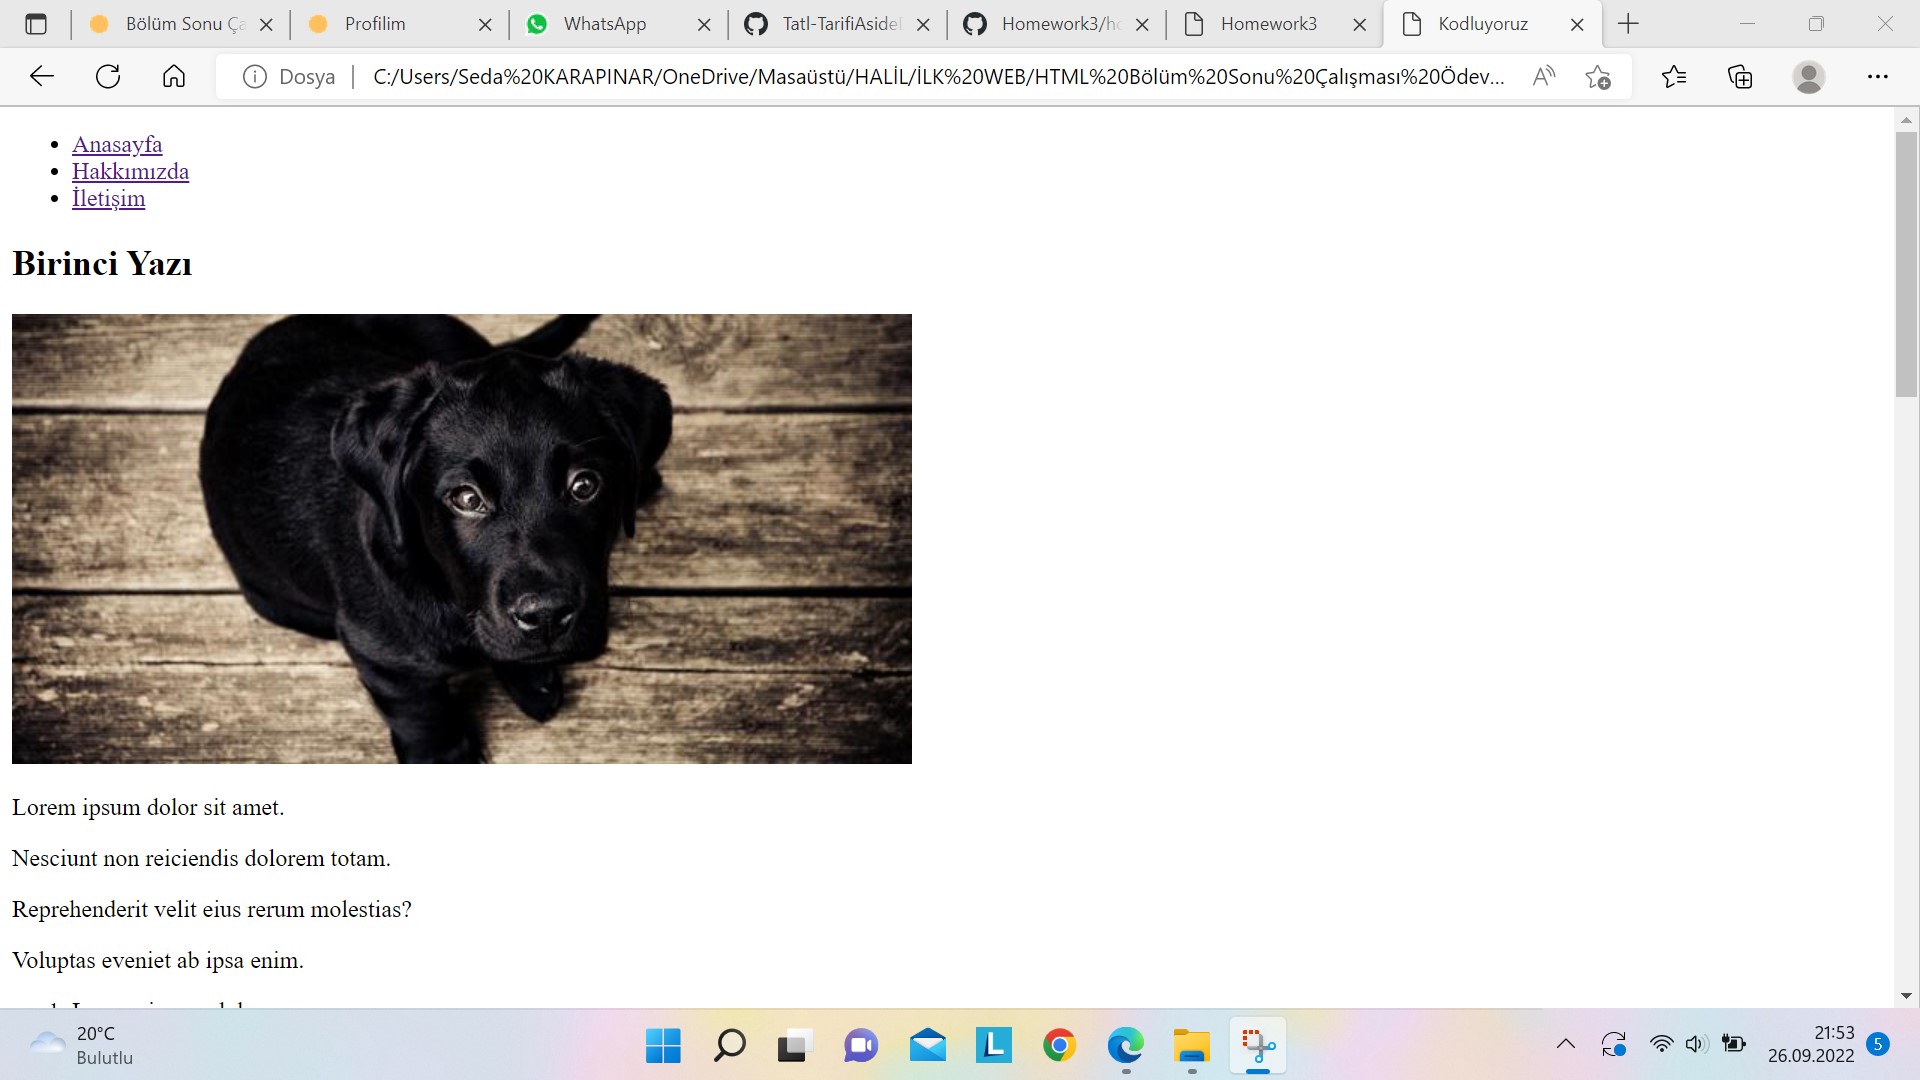 Bölüm Sonu Ça
Profilim
WhatsApp
Tatl-TarifiAside
Homework3/ho
Homework3
Kodluyoruz
Dosya
C:/Users/Seda%20KARAPINAR/OneDrive/Masaüstü/HALİL/İLK%20WEB/HTML%20Bölüm%20Sonu%20Çalışması%20Ödev...
Anasayfa
Hakkımızda
İletişim
Birinci Yazı
Lorem ipsum dolor sit amet.
Nesciunt non reiciendis dolorem totam.
Reprehenderit velit eius rerum molestias?
Voluptas eveniet ab ipsa enim.
20°C
Bulutlu
21:53
26.09.2022
5